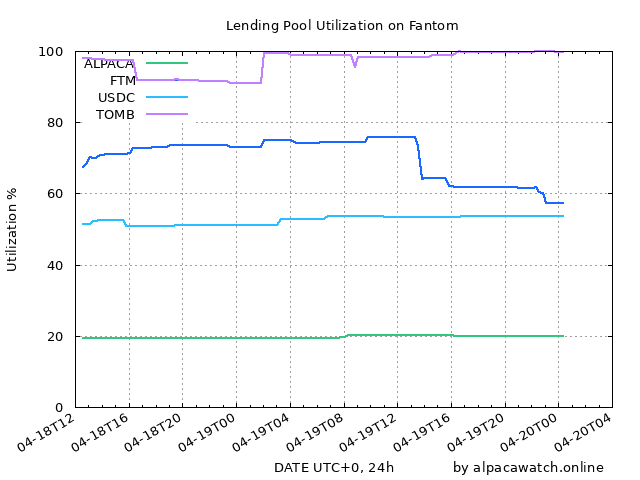 Lending Pool Utilization on Fantom
100
80
60
40
20
0
Utilization %
ALPACA
FTM
USDC
TOMB
04-18T12
04-18T16
04-18T20
04-19T00
04-19T04
04-19T08
04-19T12
04-19T16
04-19T20
04-20T00
04-20T04
DATE UTC+0, 24h
by alpacawatch.online